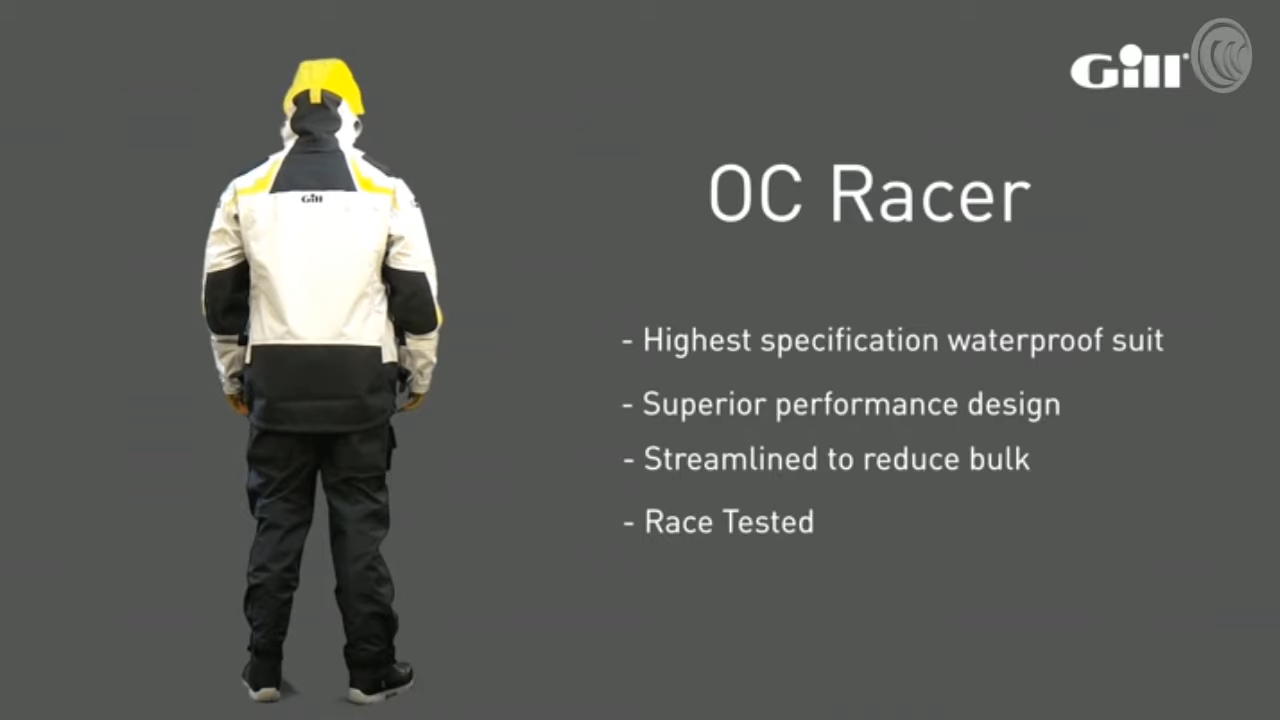 Gill
OC Racer
Gill
- Highest specification waterproof suit
- Superior performance design
- Streamlined to reduce bulk
- Race Tested